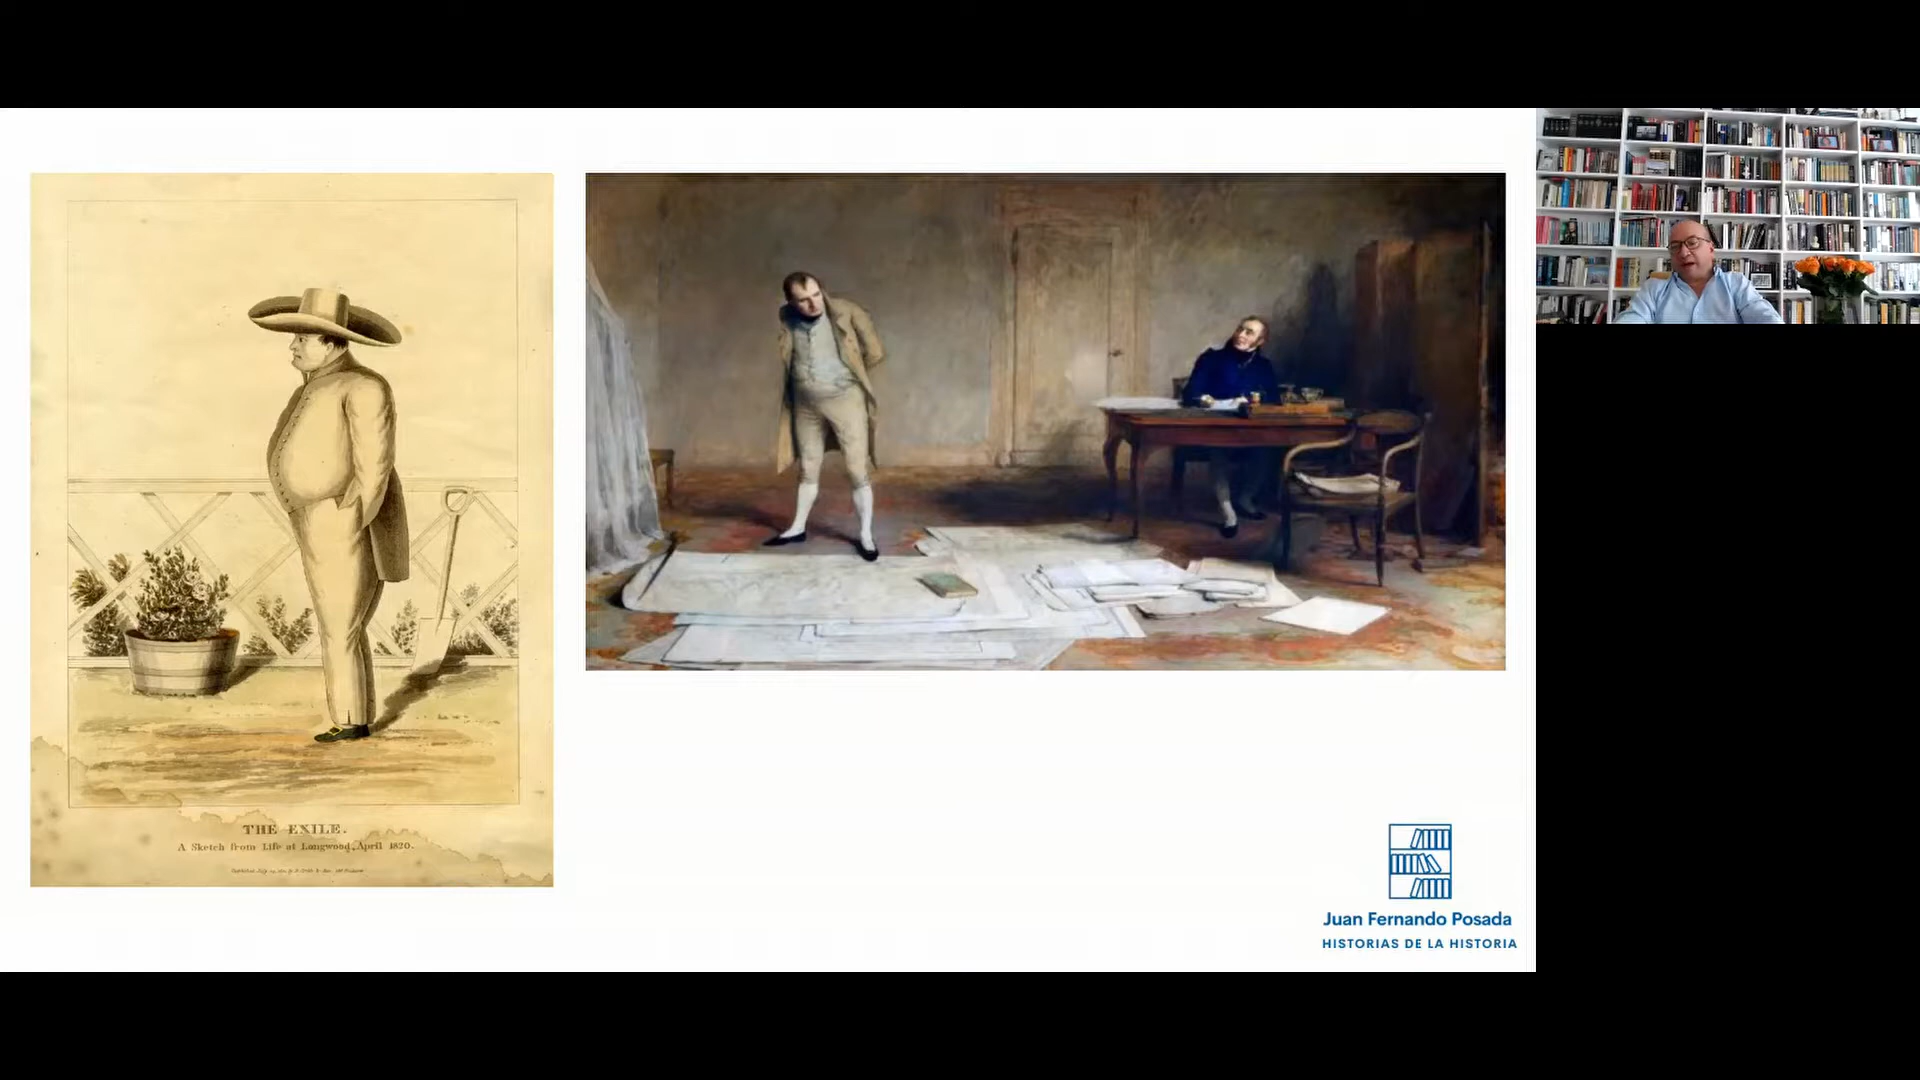 THE EXILE.
A Sketch from Life at Longwood, April 1820.
Juan Fernando Posada
HISTORIAS DE LA HISTORIA